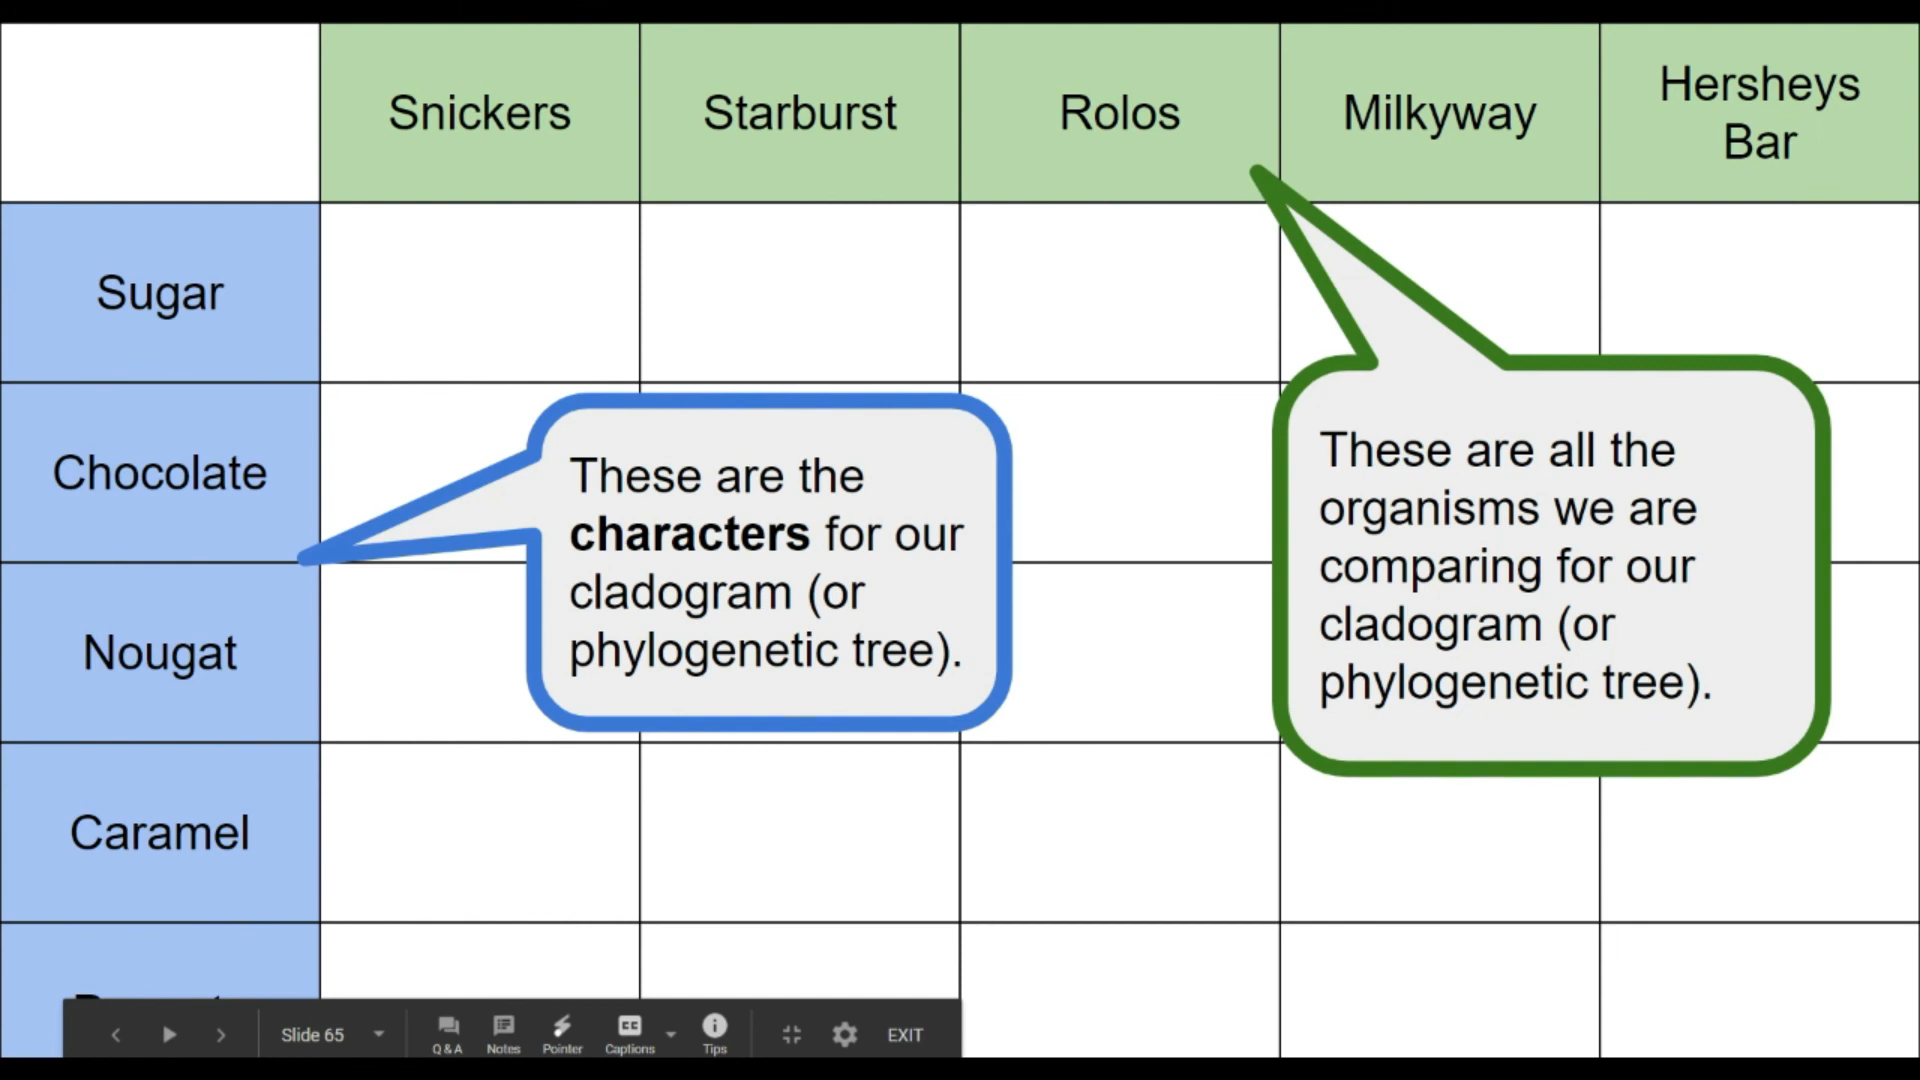 Snickers
Starburst
Rolos
Milkyway
Hersheys
Bar
Sugar
Chocolate
Nougat
Caramel
These are the
characters for our
cladogram (or
phylogenetic tree).
These are all the
organisms we are
comparing for our
cladogram (or
phylogenetic tree).
Slide 65
Q & A
Notes
Pointer
CC
Captions
Tips
EXIT